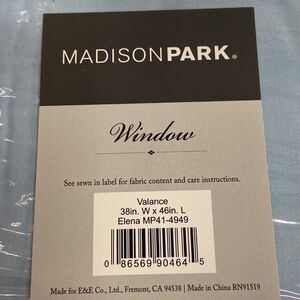 MADISONPARK®
Window
See sewn in label for fabric content and care instructions.
Valance
38in. W x 46in. L
Elena MP41-4949
0 86569 90464 5
Made for E&E Co., Ltd., Fremont, CA 94538 | Made in China RN91519